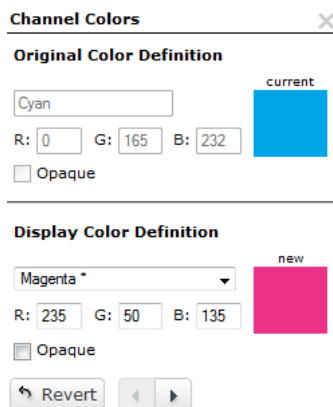 Channel Colors
Original Color Definition
current
Cyan
R: 0 G: 165 B: 232
Opaque
Display Color Definition
new
Magenta *
R: 235 G: 50 B: 135
Opaque
Revert